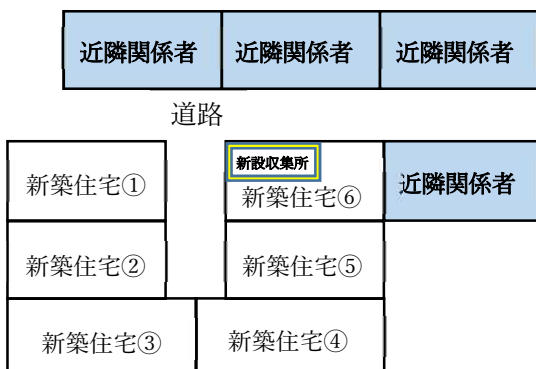 近隣関係者 近隣関係者 近隣関係者
道路
新設収集所
新築住宅① 新築住宅⑥ 近隣関係者
新築住宅② 新築住宅⑤
新築住宅③ 新築住宅④